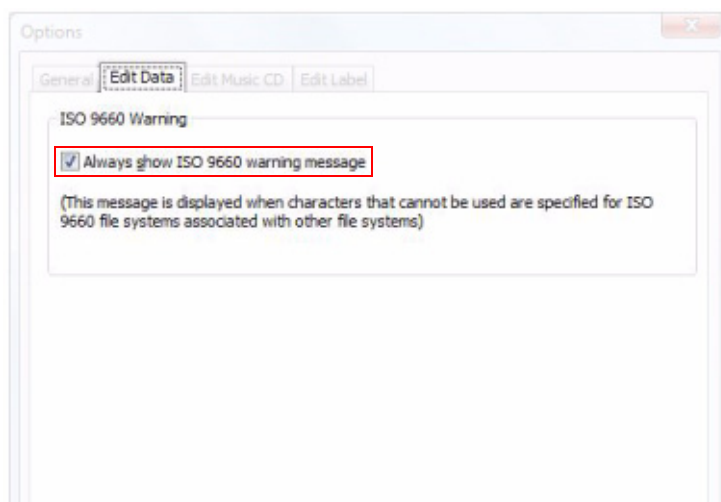 Options
General Edit Data Edit Music CD Edit Label
ISO 9660 Warning
Always show ISO 9660 warning message
(This message is displayed when characters that cannot be used are specified for ISO
9660 file systems associated with other file systems)